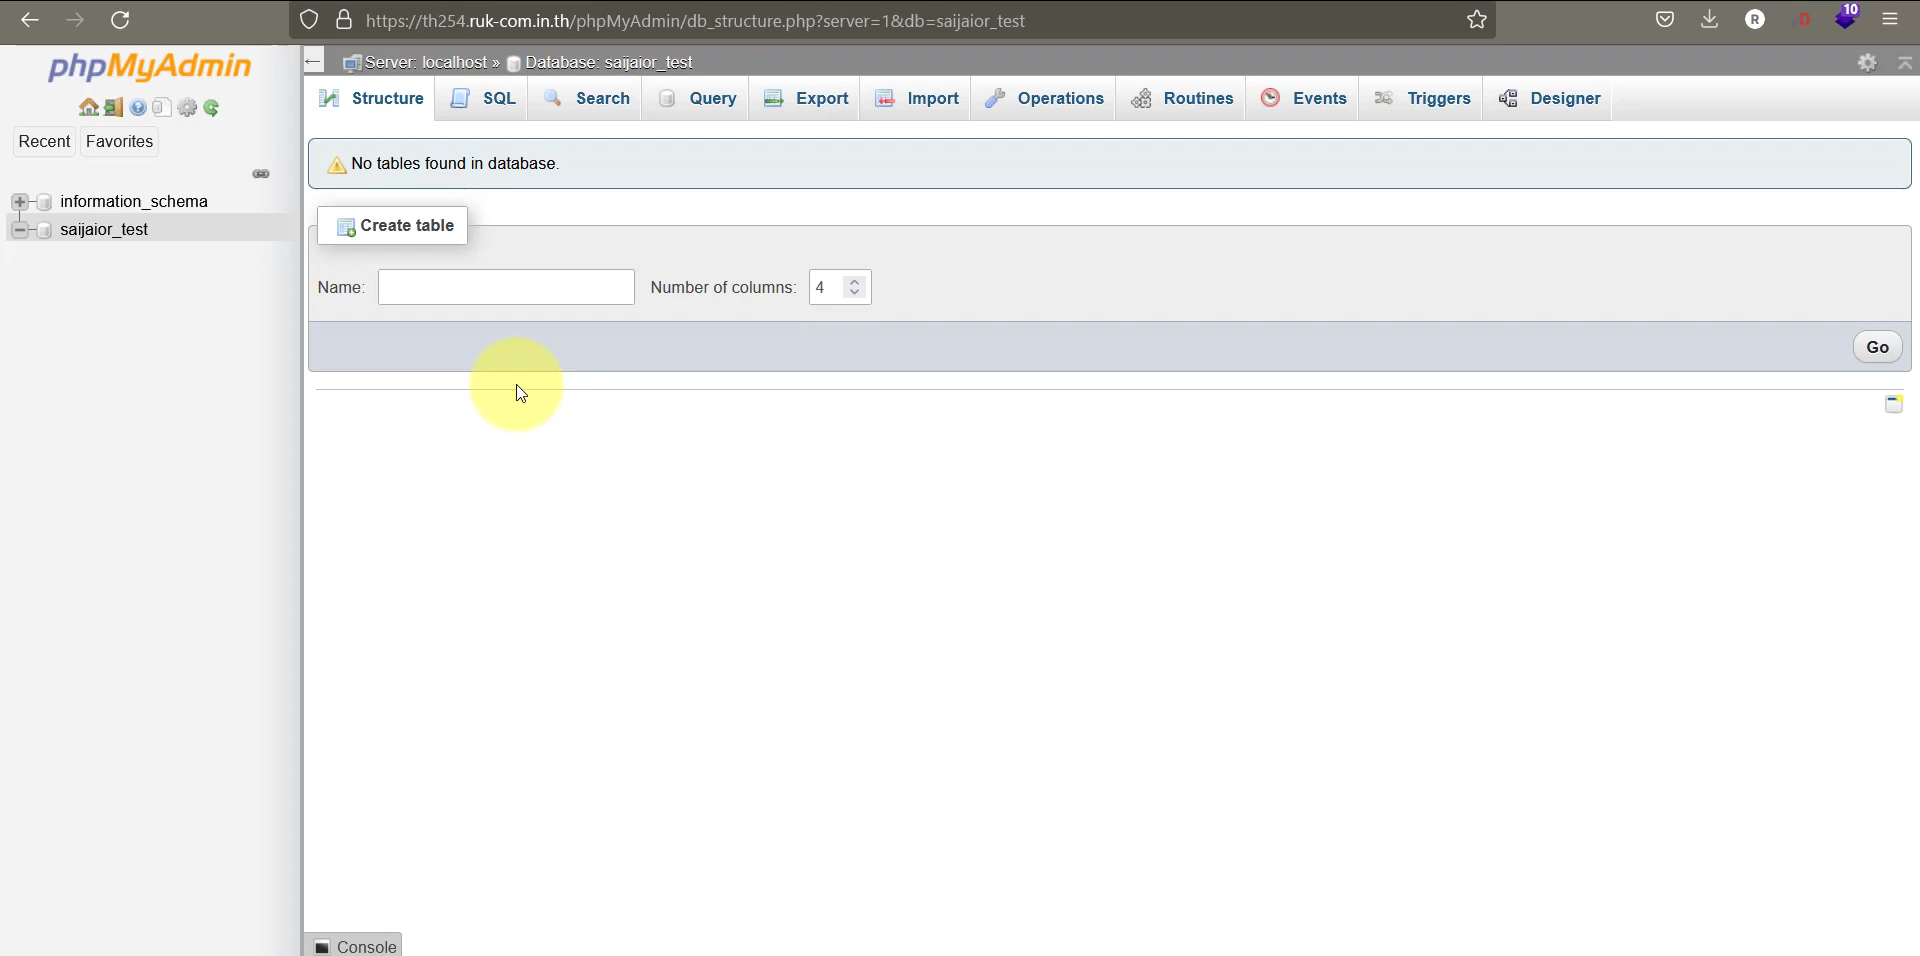 https://th254.ruk-com.in.th/phpMyAdmin/db_structure.php?server=1&db=saijaior_test
R
D
10
phpMyAdmin
Recent
Favorites
information_schema
saijaior_test
Server: localhost » Database: saijaior_test
Structure
SQL
Search
Query
Export
Import
Operations
Routines
Events
Triggers
Designer
No tables found in database.
Create table
Name:
Number of columns: 4
Go
Console